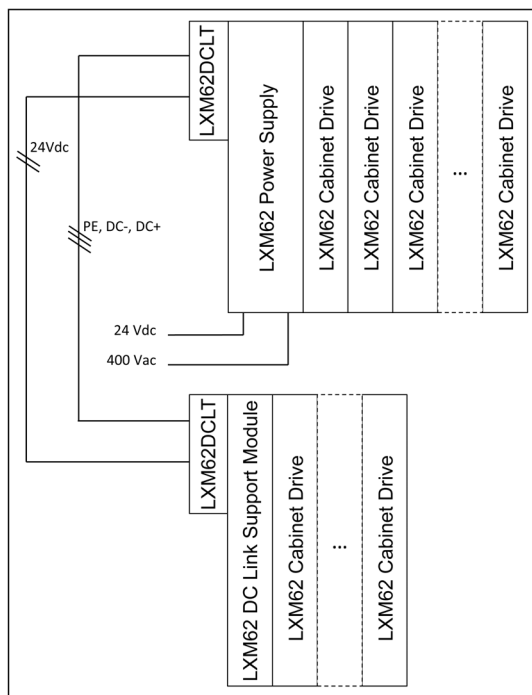 LXM62DCLT
LXM62 Power Supply
LXM62 Cabinet Drive
LXM62 Cabinet Drive
LXM62 Cabinet Drive
...
LXM62 Cabinet Drive
24Vdc
PE, DC-, DC+
24 Vdc
400 Vac
LXM62DCLT
LXM62 DC Link Support Module
LXM62 Cabinet Drive
...
LXM62 Cabinet Drive